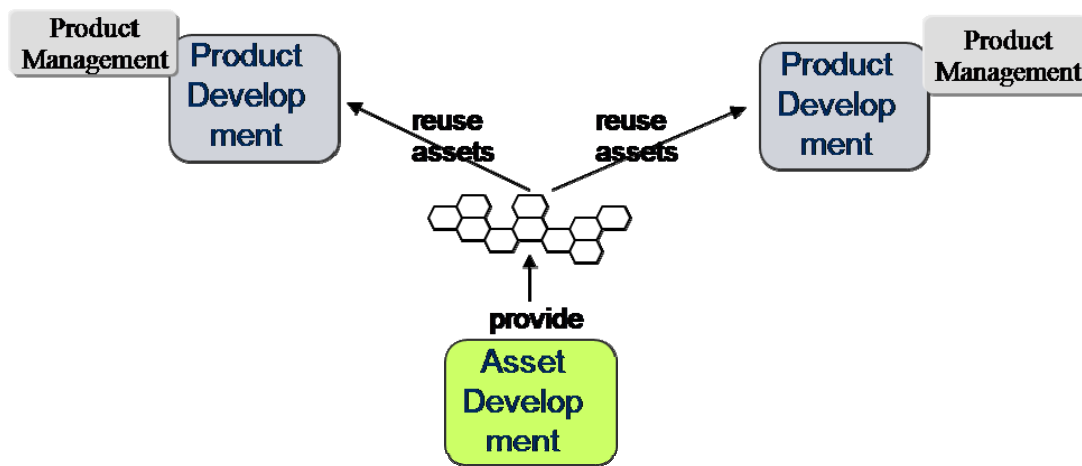 Product
Management
Product
Develop
ment
Product
Management
Product
Develop
ment
reuse
assets
reuse
assets
provide
Asset
Develop
ment